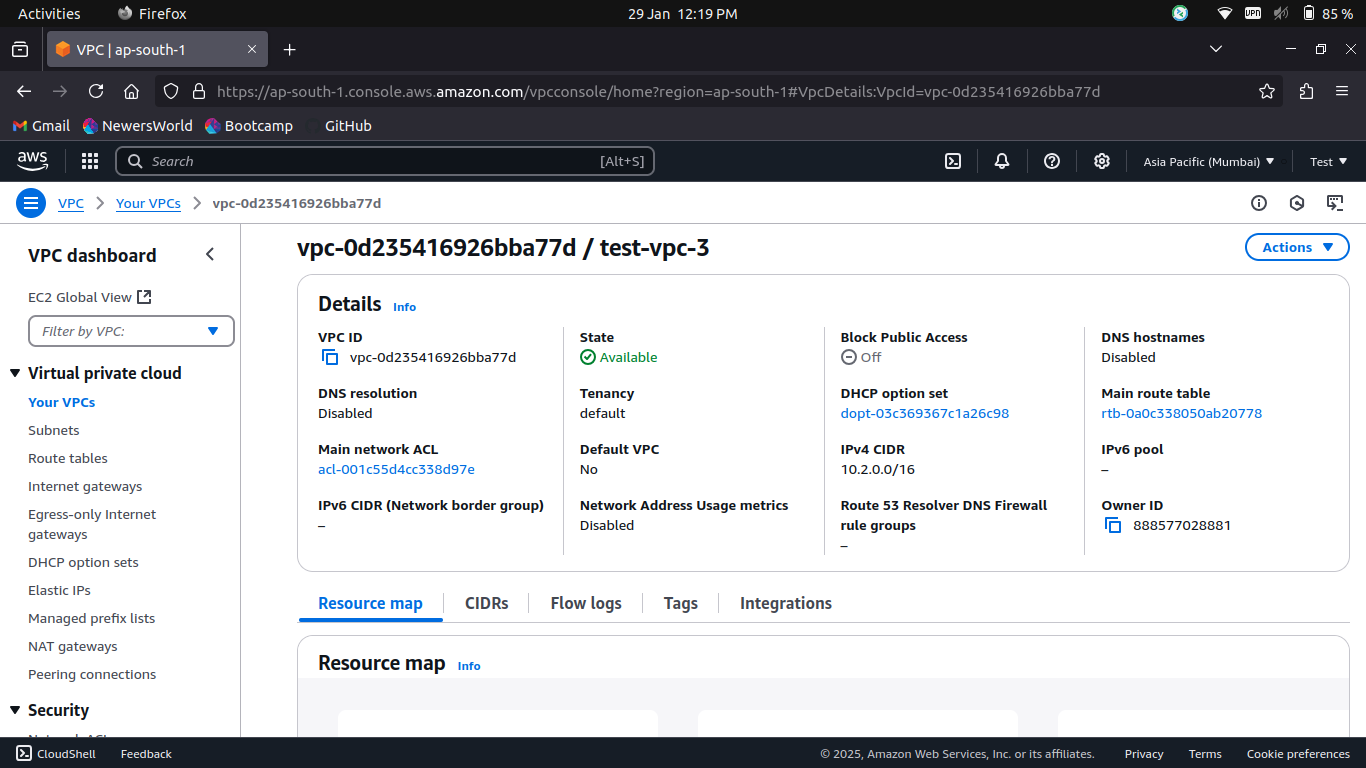 Activities
Firefox
29 Jan 12:19 PM
VPN
85 %
VPC | ap-south-1
https://ap-south-1.console.aws.amazon.com/vpcconsole/home?region=ap-south-1#VpcDetails:VpcId=vpc-0d235416926bba77d
Gmail
NewersWorld
Bootcamp
GitHub
aws
Search
[Alt+S]
Asia Pacific (Mumbai)
Test
VPC
Your VPCs
vpc-0d235416926bba77d
VPC dashboard
EC2 Global View
Filter by VPC:
Virtual private cloud
Your VPCs
Subnets
Route tables
Internet gateways
Egress-only Internet
gateways
DHCP option sets
Elastic IPs
Managed prefix lists
NAT gateways
Peering connections
Security
vpc-0d235416926bba77d / test-vpc-3
Actions
Details
Info
VPC ID
vpc-0d235416926bba77d
State
Available
Block Public Access
Off
DNS hostnames
Disabled
DNS resolution
Disabled
Tenancy
default
DHCP option set
dopt-03c369367c1a26c98
Main route table
rtb-0a0c338050ab20778
Main network ACL
acl-001c55d4cc338d97e
Default VPC
No
IPv4 CIDR
10.2.0.0/16
IPv6 pool
–
IPv6 CIDR (Network border group)
–
Network Address Usage metrics
Disabled
Route 53 Resolver DNS Firewall
rule groups
–
Owner ID
888577028881
Resource map
CIDRs
Flow logs
Tags
Integrations
Resource map
Info
CloudShell
Feedback
© 2025, Amazon Web Services, Inc. or its affiliates.
Privacy
Terms
Cookie preferences